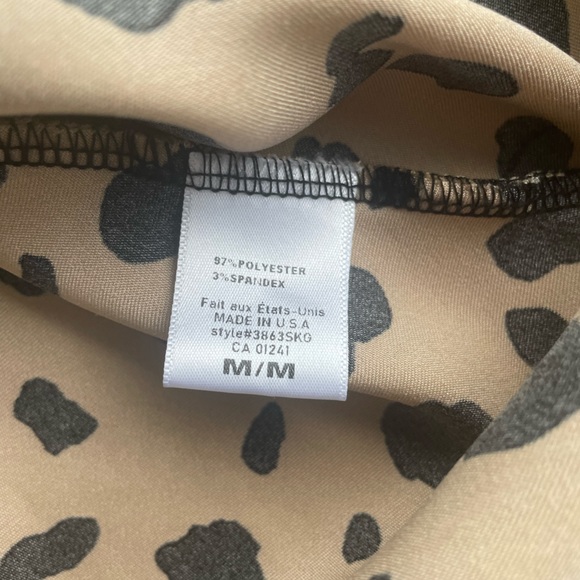 97%POLYESTER
3%SPANDEX
Fait aux États-Unis
MADE IN U.S.A
style#3863SKG
CA 01241
M/M